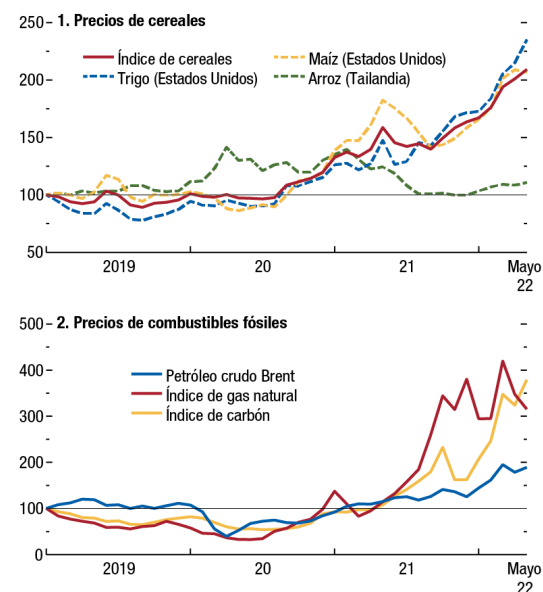 1. Precios de cereales
250
200
150
100
50
Índice de cereales
Maíz (Estados Unidos)
Trigo (Estados Unidos)
Arroz (Tailandia)
2019
20
21
Mayo
22
2. Precios de combustibles fósiles
500
400
300
200
100
0
Petróleo crudo Brent
Índice de gas natural
Índice de carbón
2019
20
21
Mayo
22